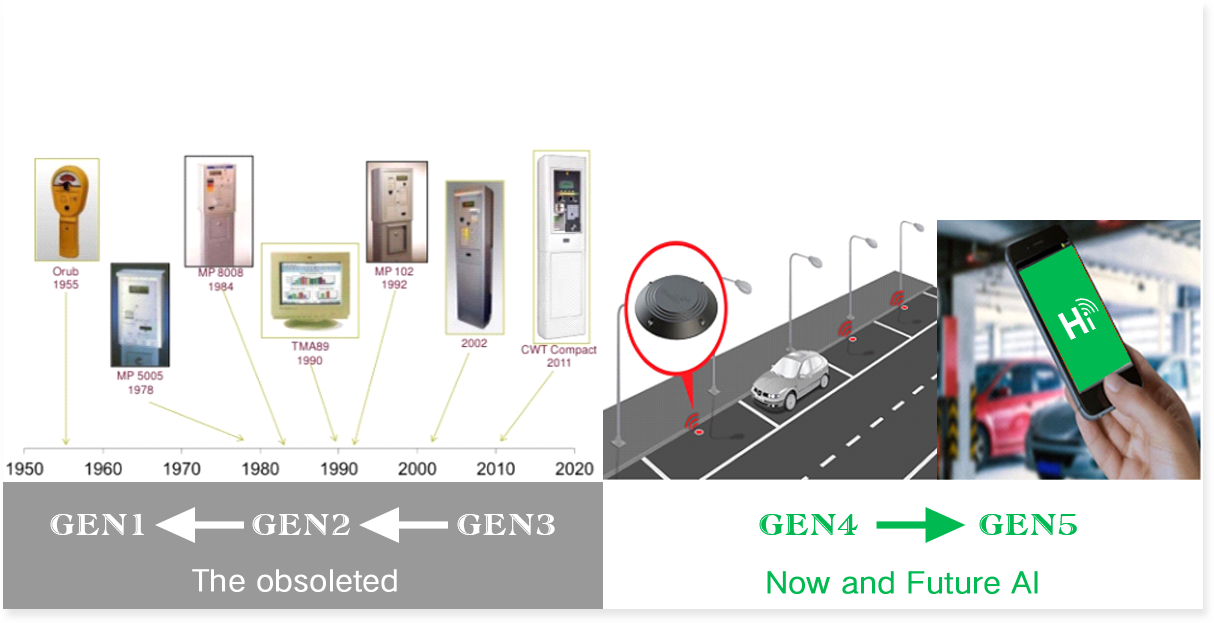 Orub
1955
MP 5005
1978
MP 8008
1984
TMA89
1990
MP 102
1992
2002
CWT Compact
2011
Hi
1950 1960 1970 1980 1990 2000 2010 2020
GEN1 GEN2 GEN3
The obsoleted
GEN4 GEN5
Now and Future AI